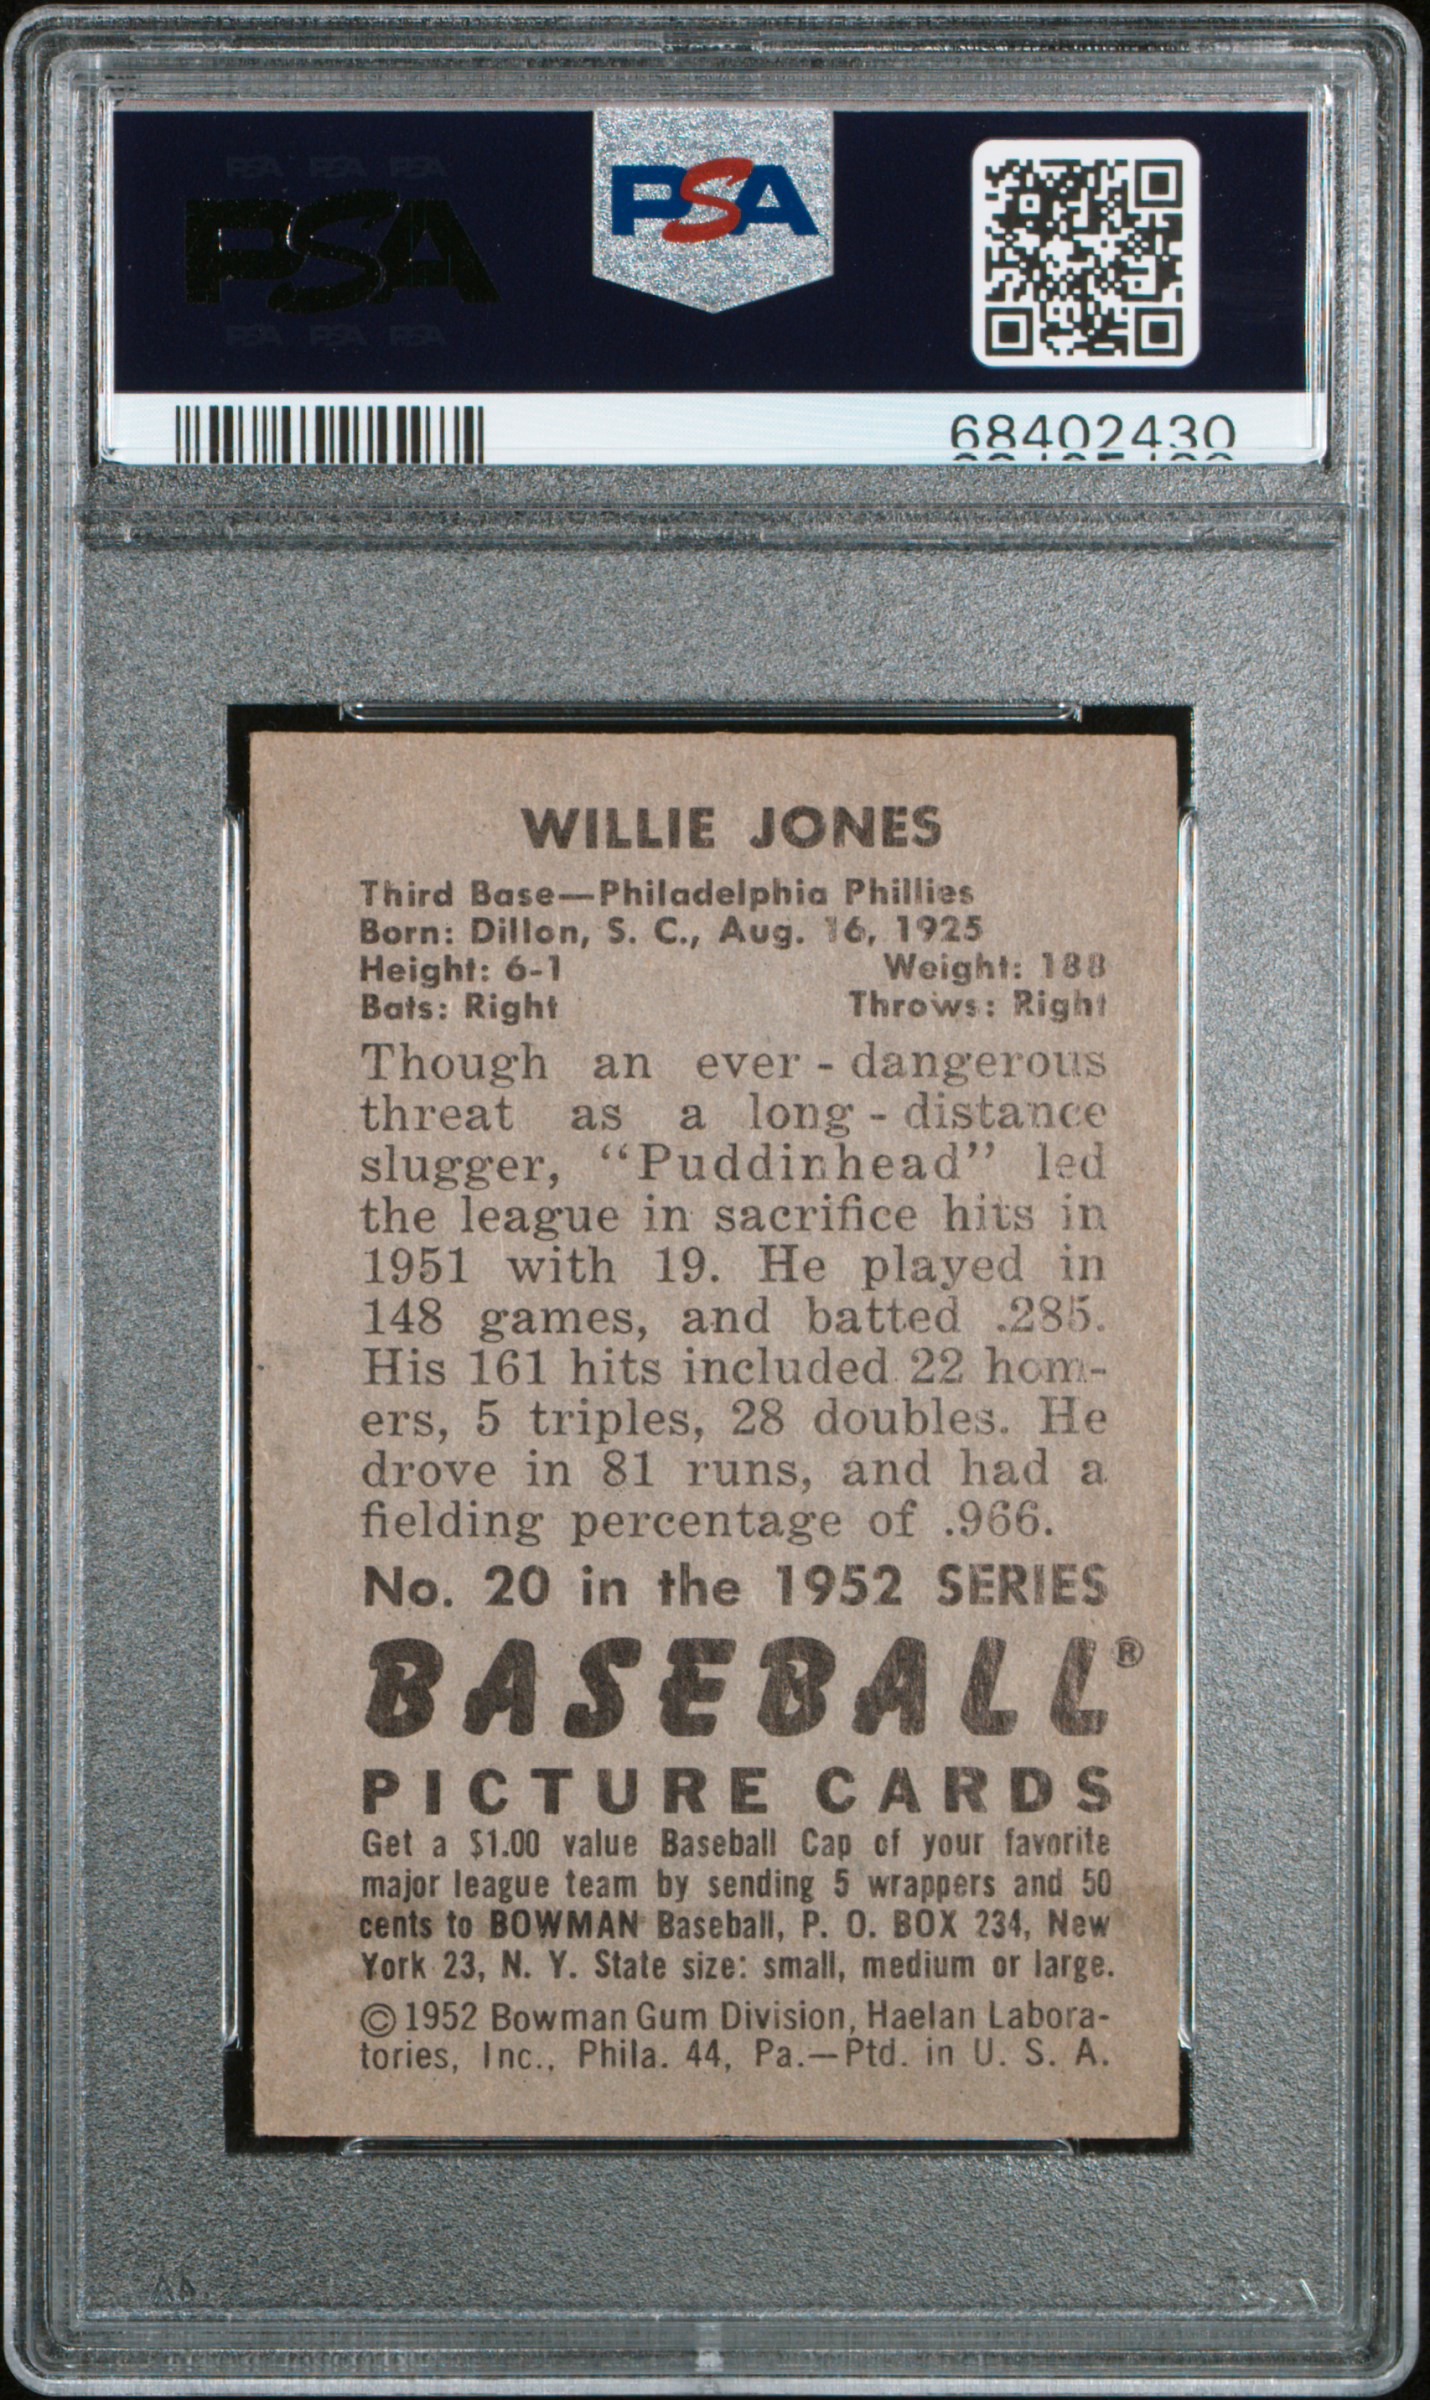 PSA PSA PSA
PSA
PSA PSA PSA
PSA
68402430
WILLIE JONES
Third Base—Philadelphia Phillies
Born: Dillon, S. C., Aug. 16, 1925
Height: 6-1 Weight: 188
Bats: Right Throws: Right
Though an ever - dangerous
threat as a long - distance
slugger, “Puddinhead” led
the league in sacrifice hits in
1951 with 19. He played in
148 games, and batted .285.
His 161 hits included 22 hom-
ers, 5 triples, 28 doubles. He
drove in 81 runs, and had a
fielding percentage of .966.
No. 20 in the 1952 SERIES
BASEBALL®
PICTURE CARDS
Get a $1.00 value Baseball Cap of your favorite
major league team by sending 5 wrappers and 50
cents to BOWMAN Baseball, P. O. BOX 234, New
York 23, N. Y. State size: small, medium or large.
©1952 Bowman Gum Division, Haelan Labora-
tories, Inc., Phila. 44, Pa.—Ptd. in U. S. A.